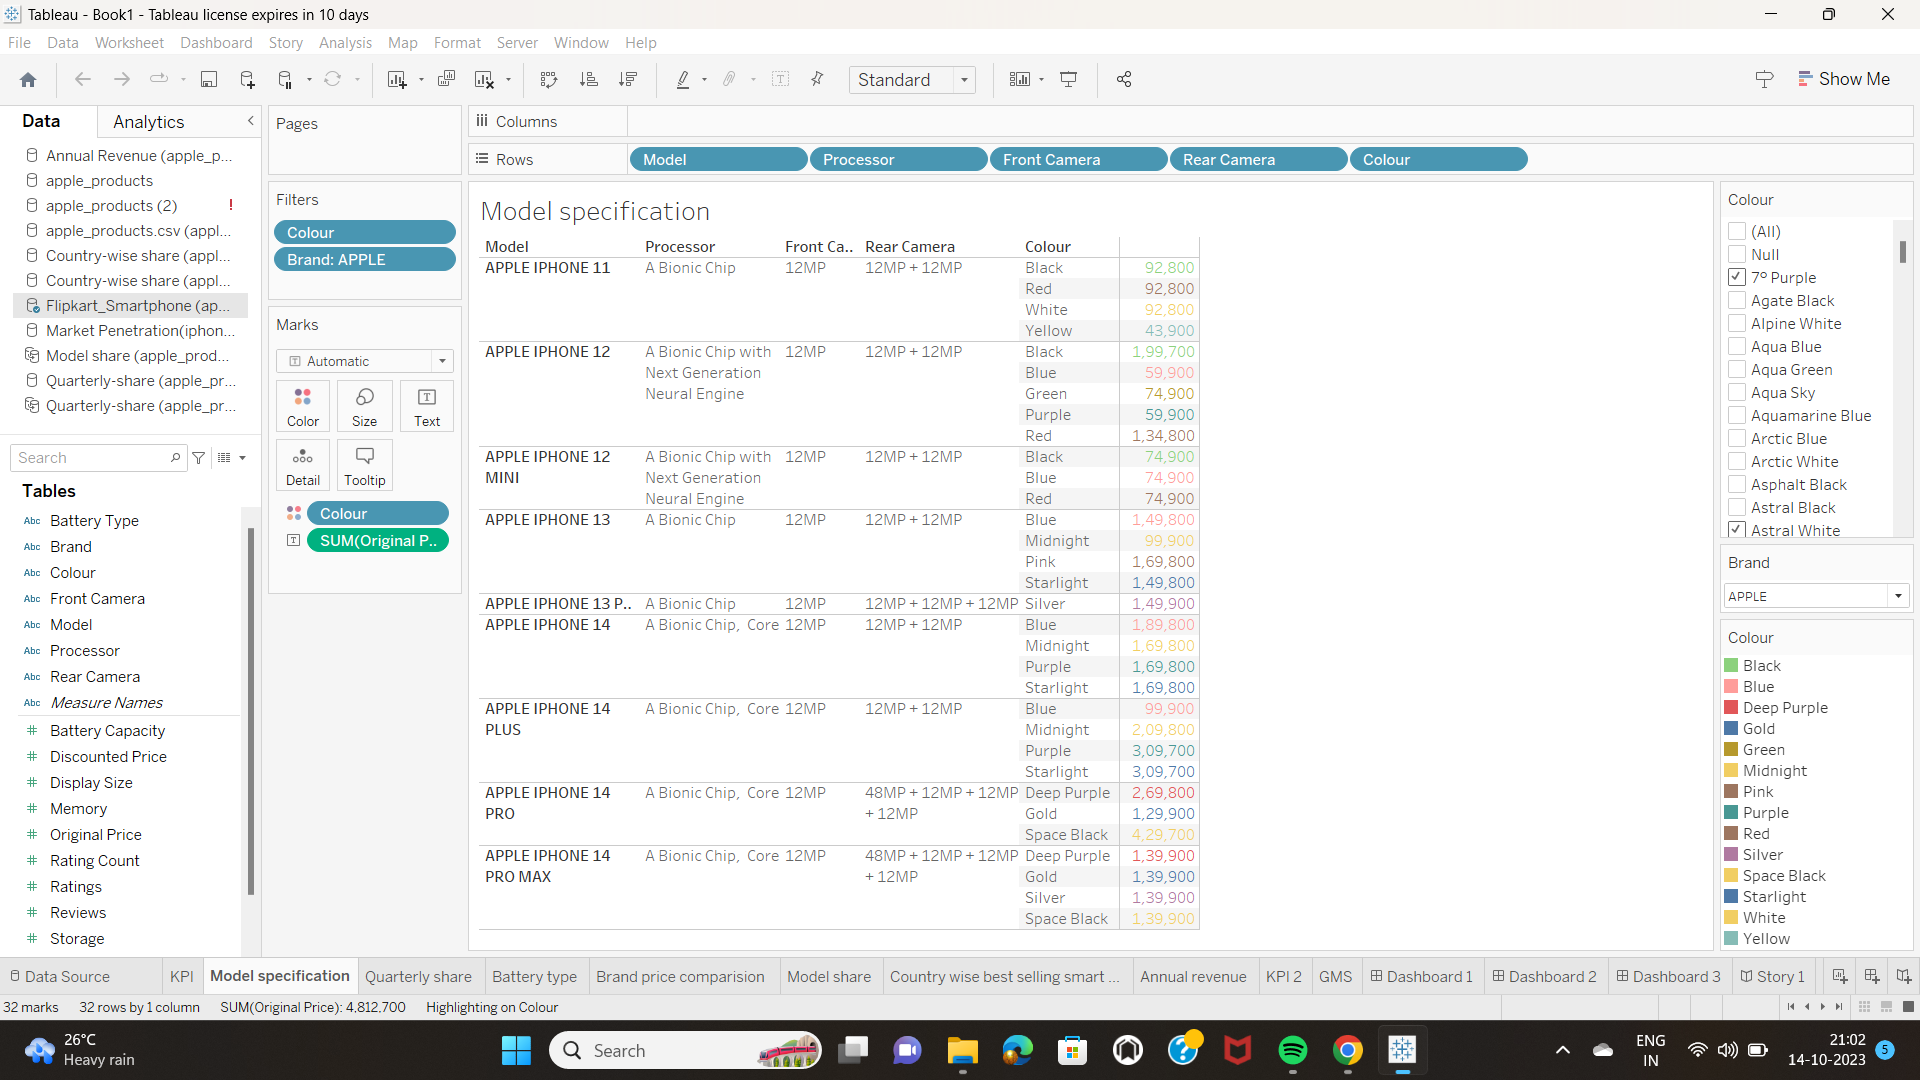 Tableau - Book1 - Tableau license expires in 10 days
File Data Worksheet Dashboard Story Analysis Map Format Server Window Help
Standard
Show Me
Data Analytics
Annual Revenue (apple_p...
apple_products
apple_products (2) !
apple_products.csv (appl...
Country-wise share (appl...
Country-wise share (appl...
Flipkart_Smartphone (ap...
Market Penetration(iphon...
Model share (apple_prod...
Quarterly-share (apple_pr...
Quarterly-share (apple_pr...
Search
Tables
Abc Battery Type
Abc Brand
Abc Colour
Abc Front Camera
Abc Model
Abc Processor
Abc Rear Camera
Abc Measure Names
# Battery Capacity
# Discounted Price
# Display Size
# Memory
# Original Price
# Rating Count
# Ratings
# Reviews
# Storage
Pages
Filters
Colour
Brand: APPLE
Marks
Automatic
Color Size Text
Detail Tooltip
Colour
SUM(Original P..
Columns
Rows Model Processor Front Camera Rear Camera Colour
Model specification
Model Processor Front Ca.. Rear Camera Colour
APPLE IPHONE 11 A Bionic Chip 12MP 12MP + 12MP Black 92,800
Red 92,800
White 92,800
Yellow 43,900
APPLE IPHONE 12 A Bionic Chip with 12MP 12MP + 12MP Black 1,99,700
Next Generation Blue 59,900
Neural Engine Green 74,900
Purple 59,900
Red 1,34,800
APPLE IPHONE 12 A Bionic Chip with 12MP 12MP + 12MP Black 74,900
MINI Next Generation Blue 74,900
Neural Engine Red 74,900
APPLE IPHONE 13 A Bionic Chip 12MP 12MP + 12MP Blue 1,49,800
Midnight 99,900
Pink 1,69,800
Starlight 1,49,800
APPLE IPHONE 13 P.. A Bionic Chip 12MP 12MP + 12MP + 12MP Silver 1,49,900
APPLE IPHONE 14 A Bionic Chip, Core 12MP 12MP + 12MP Blue 1,89,800
Midnight 1,69,800
Purple 1,69,800
Starlight 1,69,800
APPLE IPHONE 14 A Bionic Chip, Core 12MP 12MP + 12MP Blue 99,900
PLUS Midnight 2,09,800
Purple 3,09,700
Starlight 3,09,700
APPLE IPHONE 14 A Bionic Chip, Core 12MP 48MP + 12MP + 12MP Deep Purple 2,69,800
PRO + 12MP Gold 1,29,900
Space Black 4,29,700
APPLE IPHONE 14 A Bionic Chip, Core 12MP 48MP + 12MP + 12MP Deep Purple 1,39,900
PRO MAX + 12MP Gold 1,39,900
Silver 1,39,900
Space Black 1,39,900
Colour
(All)
Null
7° Purple
Agate Black
Alpine White
Aqua Blue
Aqua Green
Aqua Sky
Aquamarine Blue
Arctic Blue
Arctic White
Asphalt Black
Astral Black
Astral White
Brand
APPLE
Colour
Black
Blue
Deep Purple
Gold
Green
Midnight
Pink
Purple
Red
Silver
Space Black
Starlight
White
Yellow
Data Source KPI Model specification Quarterly share Battery type Brand price comparision Model share Country wise best selling smart ... Annual revenue KPI 2 GMS Dashboard 1 Dashboard 2 Dashboard 3 Story 1
32 marks 32 rows by 1 column SUM(Original Price): 4,812,700 Highlighting on Colour
26°C
Heavy rain
Search
ENG
IN
21:02
14-10-2023
5